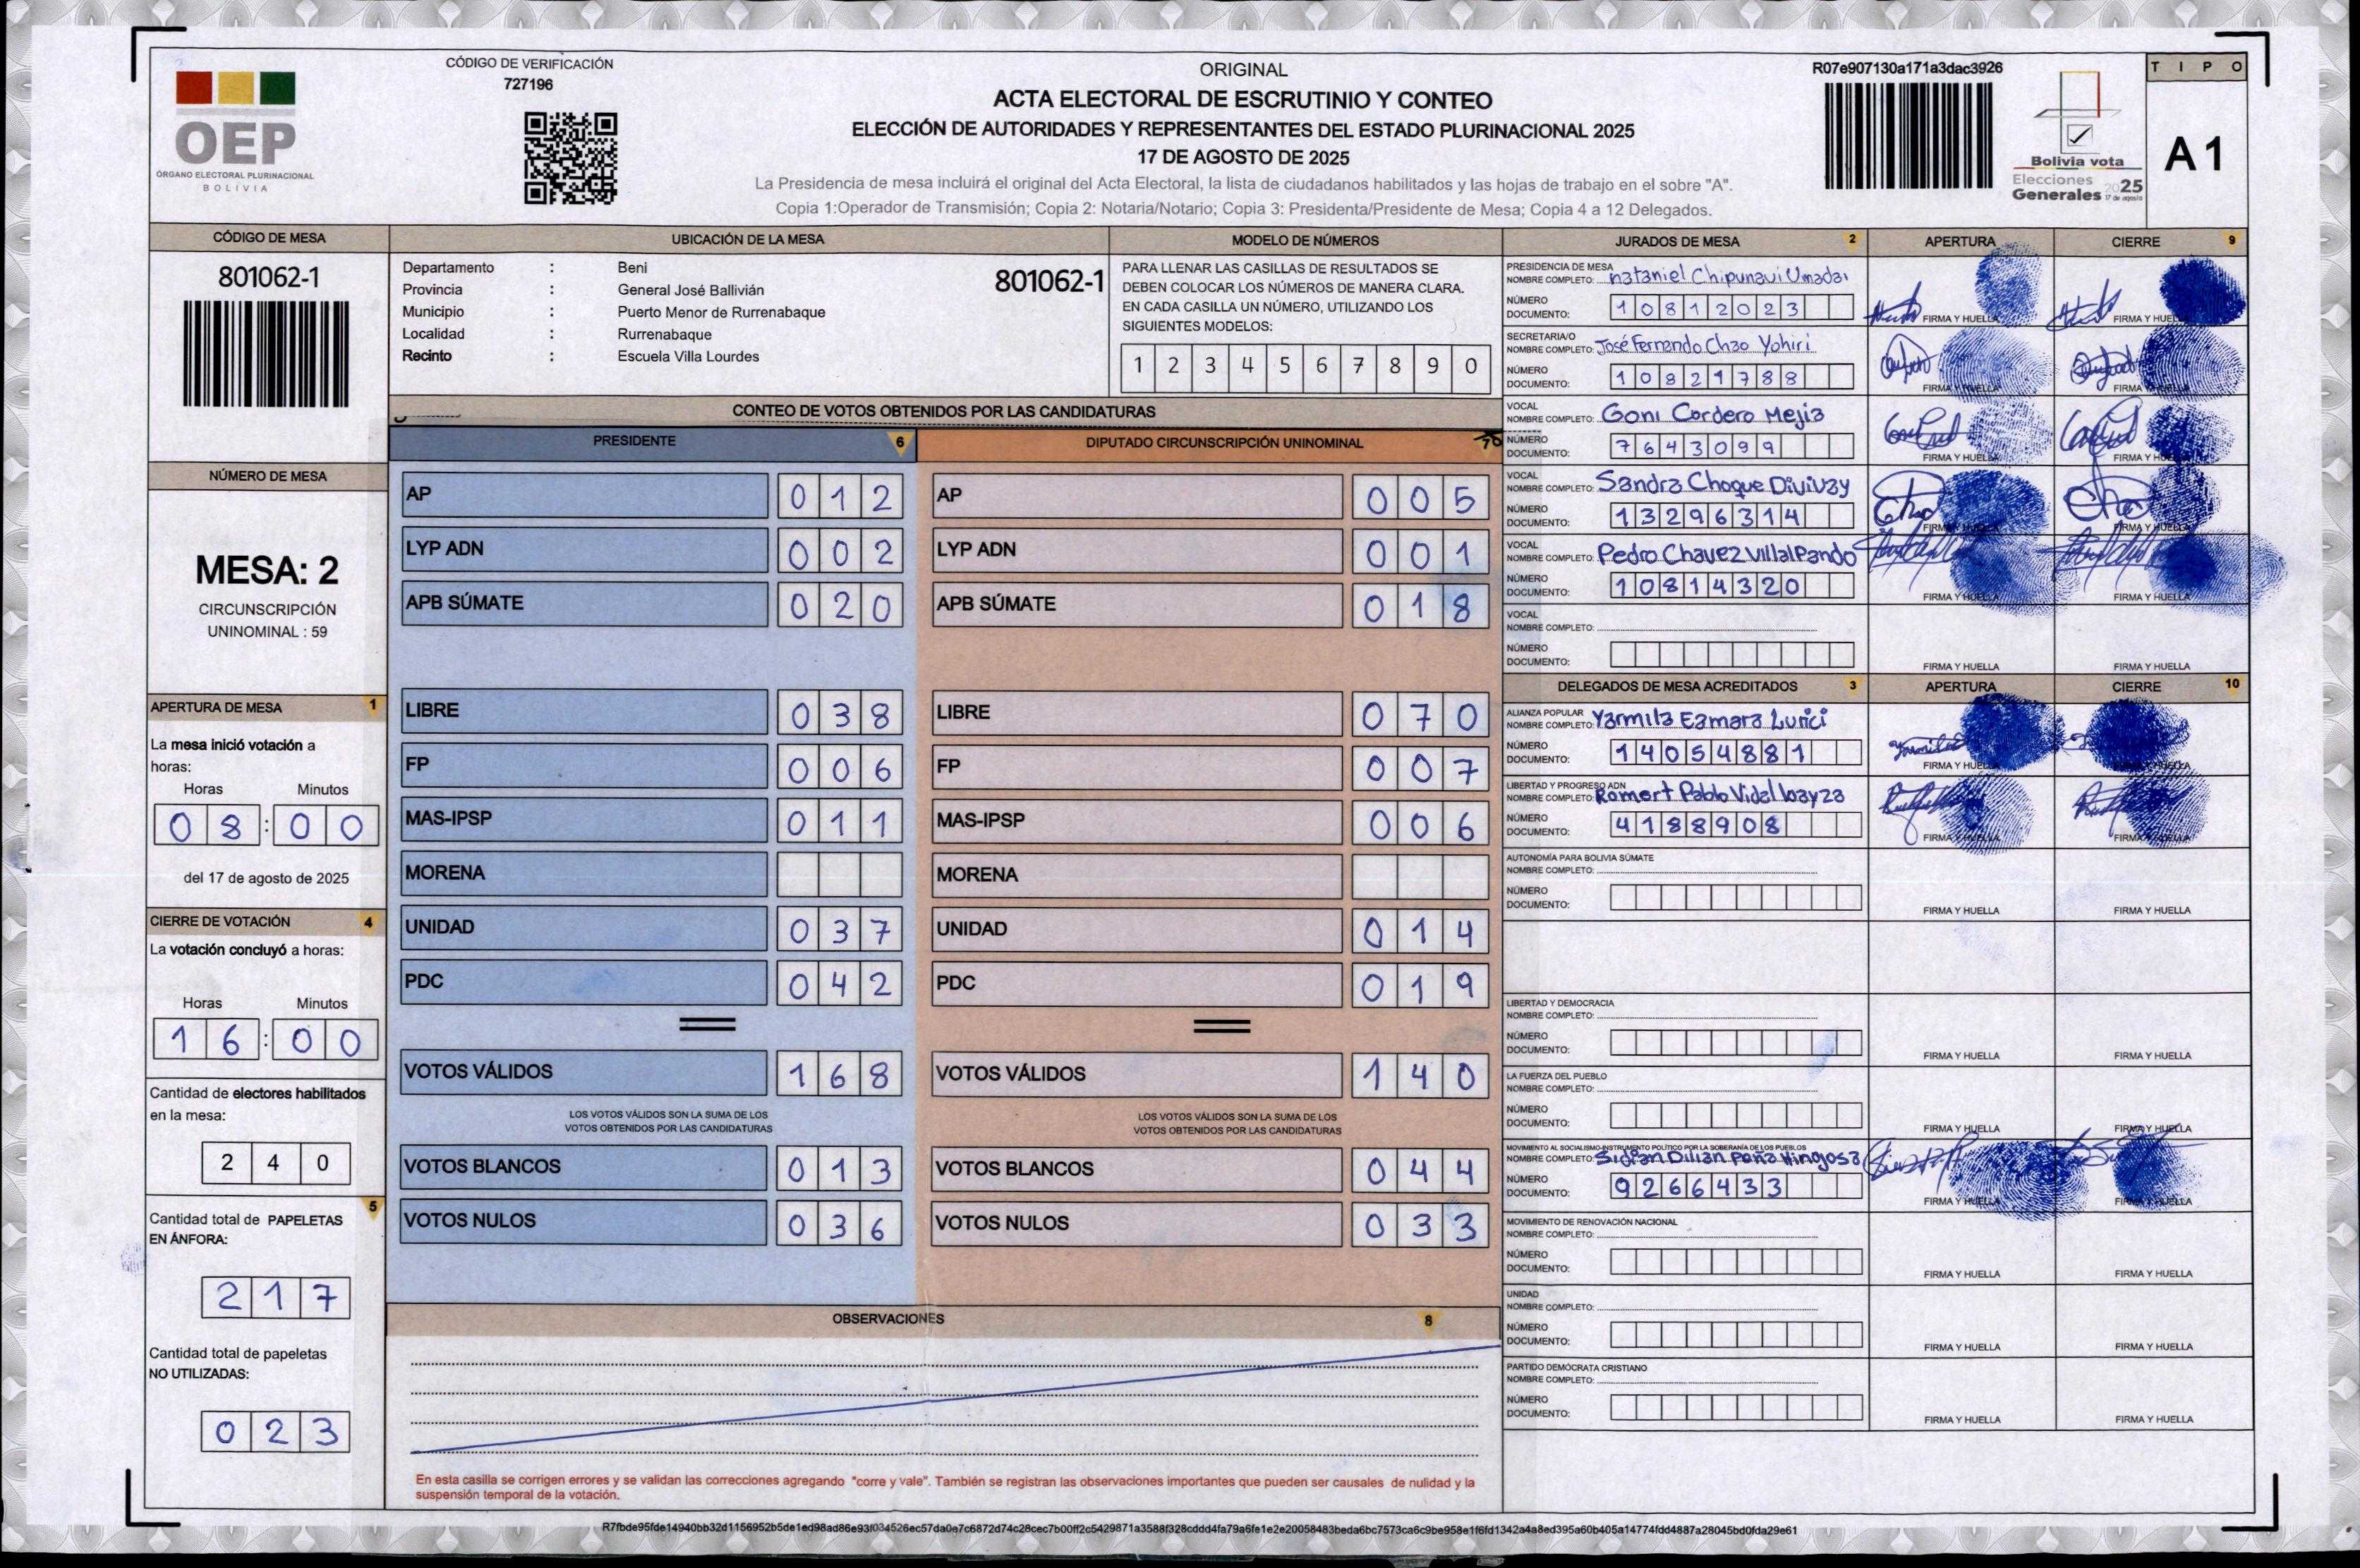 CÓDIGO DE VERIFICACIÓN
727196
OEP
ÓRGANO ELECTORAL PLURINACIONAL
BOLIVIA
ORIGINAL
ACTA ELECTORAL DE ESCRUTINIO Y CONTEO
ELECCIÓN DE AUTORIDADES Y REPRESENTANTES DEL ESTADO PLURINACIONAL 2025
17 DE AGOSTO DE 2025
La Presidencia de mesa incluirá el original del Acta Electoral, la lista de ciudadanos habilitados y las hojas de trabajo en el sobre "A".
Copia 1:Operador de Transmisión; Copia 2: Notaria/Notario; Copia 3: Presidenta/Presidente de Mesa; Copia 4 a 12 Delegados.
R07e907130a171a3dac3926
Bolivia vota
Elecciones
Generales 2025
17 de agosto
TIPO
A1
CÓDIGO DE MESA
801062-1
UBICACIÓN DE LA MESA
Departamento : Beni
Provincia : General José Ballivián
Municipio : Puerto Menor de Rurrenabaque
Localidad : Rurrenabaque
Recinto : Escuela Villa Lourdes
801062-1
MODELO DE NÚMEROS
PARA LLENAR LAS CASILLAS DE RESULTADOS SE
DEBEN COLOCAR LOS NÚMEROS DE MANERA CLARA.
EN CADA CASILLA UN NÚMERO, UTILIZANDO LOS
SIGUIENTES MODELOS:
1 2 3 4 5 6 7 8 9 0
NÚMERO DE MESA
MESA: 2
CIRCUNSCRIPCIÓN
UNINOMINAL : 59
APERTURA DE MESA 1
La mesa inició votación a
horas:
Horas Minutos
08:00
del 17 de agosto de 2025
CIERRE DE VOTACIÓN 4
La votación concluyó a horas:
Horas Minutos
16:00
Cantidad de electores habilitados
en la mesa:
240
5
Cantidad total de PAPELETAS
EN ÁNFORA:
217
Cantidad total de papeletas
NO UTILIZADAS:
023
CONTEO DE VOTOS OBTENIDOS POR LAS CANDIDATURAS
PRESIDENTE 6
AP 012
LYP ADN 002
APB SÚMATE 020
LIBRE 038
FP 006
MAS-IPSP 011
MORENA
UNIDAD 037
PDC 042
VOTOS VÁLIDOS 168
LOS VOTOS VÁLIDOS SON LA SUMA DE LOS
VOTOS OBTENIDOS POR LAS CANDIDATURAS
VOTOS BLANCOS 013
VOTOS NULOS 036
DIPUTADO CIRCUNSCRIPCIÓN UNINOMINAL 7
AP 005
LYP ADN 001
APB SÚMATE 018
LIBRE 070
FP 007
MAS-IPSP 006
MORENA
UNIDAD 014
PDC 019
VOTOS VÁLIDOS 140
LOS VOTOS VÁLIDOS SON LA SUMA DE LOS
VOTOS OBTENIDOS POR LAS CANDIDATURAS
VOTOS BLANCOS 044
VOTOS NULOS 033
OBSERVACIONES 8
En esta casilla se corrigen errores y se validan las correcciones agregando "corre y vale". También se registran las observaciones importantes que pueden ser causales de nulidad y la
suspensión temporal de la votación.
JURADOS DE MESA 2 APERTURA CIERRE 9
PRESIDENCIA DE MESA
NOMBRE COMPLETO: nataniel Chipunavi
NÚMERO
DOCUMENTO: 10812023
FIRMA Y HUELLA FIRMA Y HUELLA
SECRETARIA/O
NOMBRE COMPLETO: José Fernando Chao Yohiri
NÚMERO
DOCUMENTO: 10821788
FIRMA Y HUELLA FIRMA Y HUELLA
VOCAL
NOMBRE COMPLETO: Goni Cordero Mejia
NÚMERO
DOCUMENTO: 7643099
FIRMA Y HUELLA FIRMA Y HUELLA
VOCAL
NOMBRE COMPLETO: Sandra Choque
NÚMERO
DOCUMENTO: 13296314
FIRMA Y HUELLA FIRMA Y HUELLA
VOCAL
NOMBRE COMPLETO: Pedro Chavez VillalPando
NÚMERO
DOCUMENTO: 10814320
FIRMA Y HUELLA FIRMA Y HUELLA
VOCAL
NOMBRE COMPLETO:
NÚMERO
DOCUMENTO:
FIRMA Y HUELLA FIRMA Y HUELLA
DELEGADOS DE MESA ACREDITADOS 3 APERTURA CIERRE 10
ALIANZA POPULAR
NOMBRE COMPLETO: Yarmila Eamara Lurici
NÚMERO
DOCUMENTO: 14054881
FIRMA Y HUELLA FIRMA Y HUELLA
LIBERTAD Y PROGRESO ADN
NOMBRE COMPLETO: Romert Pablo Vidal
NÚMERO
DOCUMENTO: 4188908
FIRMA Y HUELLA FIRMA Y HUELLA
AUTONOMÍA PARA BOLIVIA SÚMATE
NOMBRE COMPLETO:
NÚMERO
DOCUMENTO:
FIRMA Y HUELLA FIRMA Y HUELLA
LIBERTAD Y DEMOCRACIA
NOMBRE COMPLETO:
NÚMERO
DOCUMENTO:
FIRMA Y HUELLA FIRMA Y HUELLA
LA FUERZA DEL PUEBLO
NOMBRE COMPLETO:
NÚMERO
DOCUMENTO:
FIRMA Y HUELLA FIRMA Y HUELLA
MOVIMIENTO AL SOCIALISMO-INSTRUMENTO POLÍTICO POR LA SOBERANÍA DE LOS PUEBLOS
NOMBRE COMPLETO: Dilian Peña Hingosa
NÚMERO
DOCUMENTO: 9266433
FIRMA Y HUELLA FIRMA Y HUELLA
MOVIMIENTO DE RENOVACIÓN NACIONAL
NOMBRE COMPLETO:
NÚMERO
DOCUMENTO:
FIRMA Y HUELLA FIRMA Y HUELLA
UNIDAD
NOMBRE COMPLETO:
NÚMERO
DOCUMENTO:
FIRMA Y HUELLA FIRMA Y HUELLA
PARTIDO DEMÓCRATA CRISTIANO
NOMBRE COMPLETO:
NÚMERO
DOCUMENTO:
FIRMA Y HUELLA FIRMA Y HUELLA